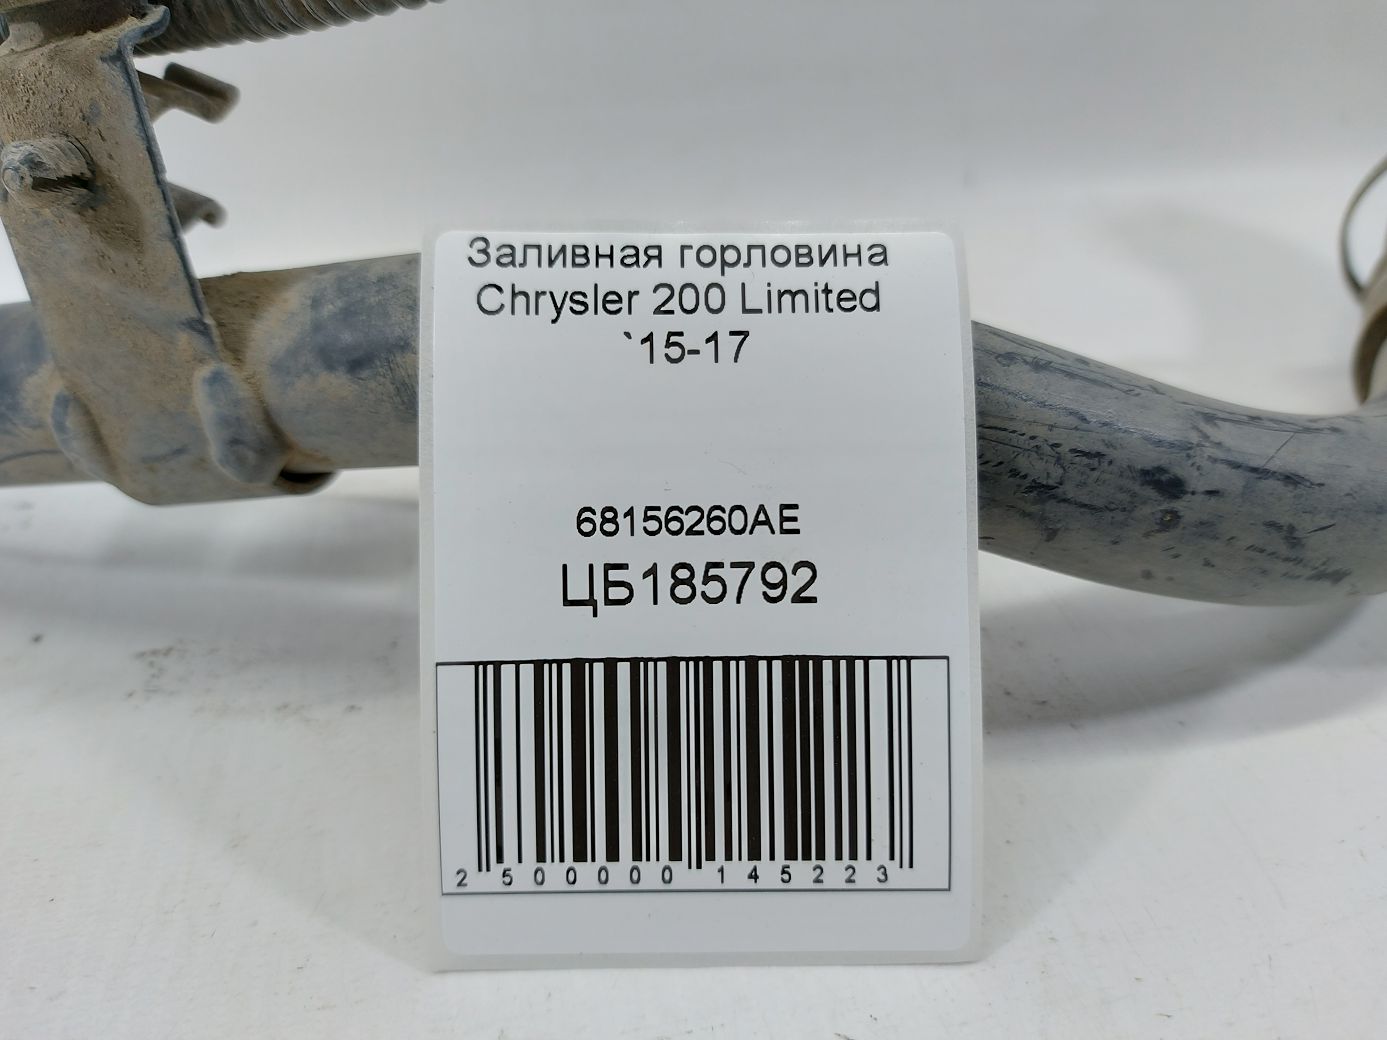 Заливная горловина
Chrysler 200 Limited
`15-17
68156260AE
ЦБ185792
2 500000 145223